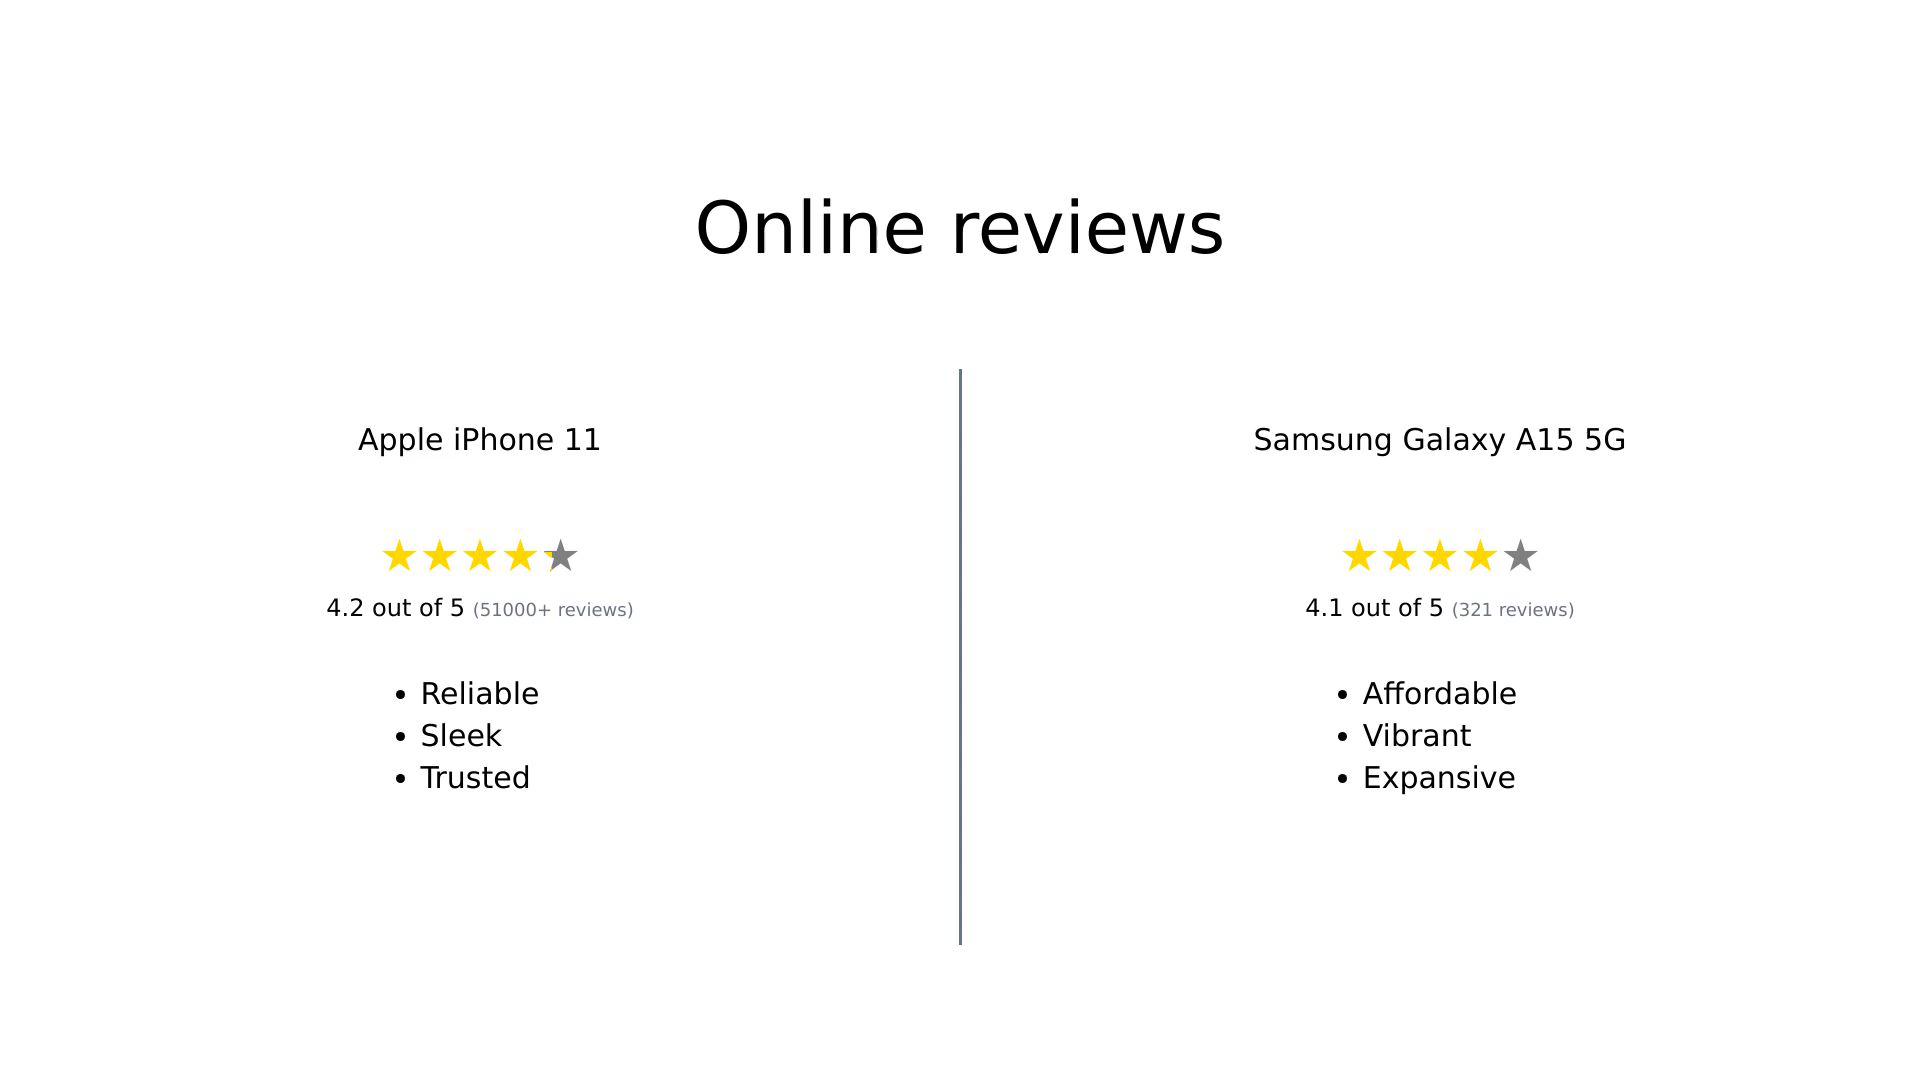 Online reviews
Apple iPhone 11
4.2 out of 5 (51000+ reviews)
• Reliable
• Sleek
• Trusted
Samsung Galaxy A15 5G
4.1 out of 5 (321 reviews)
• Affordable
• Vibrant
• Expansive